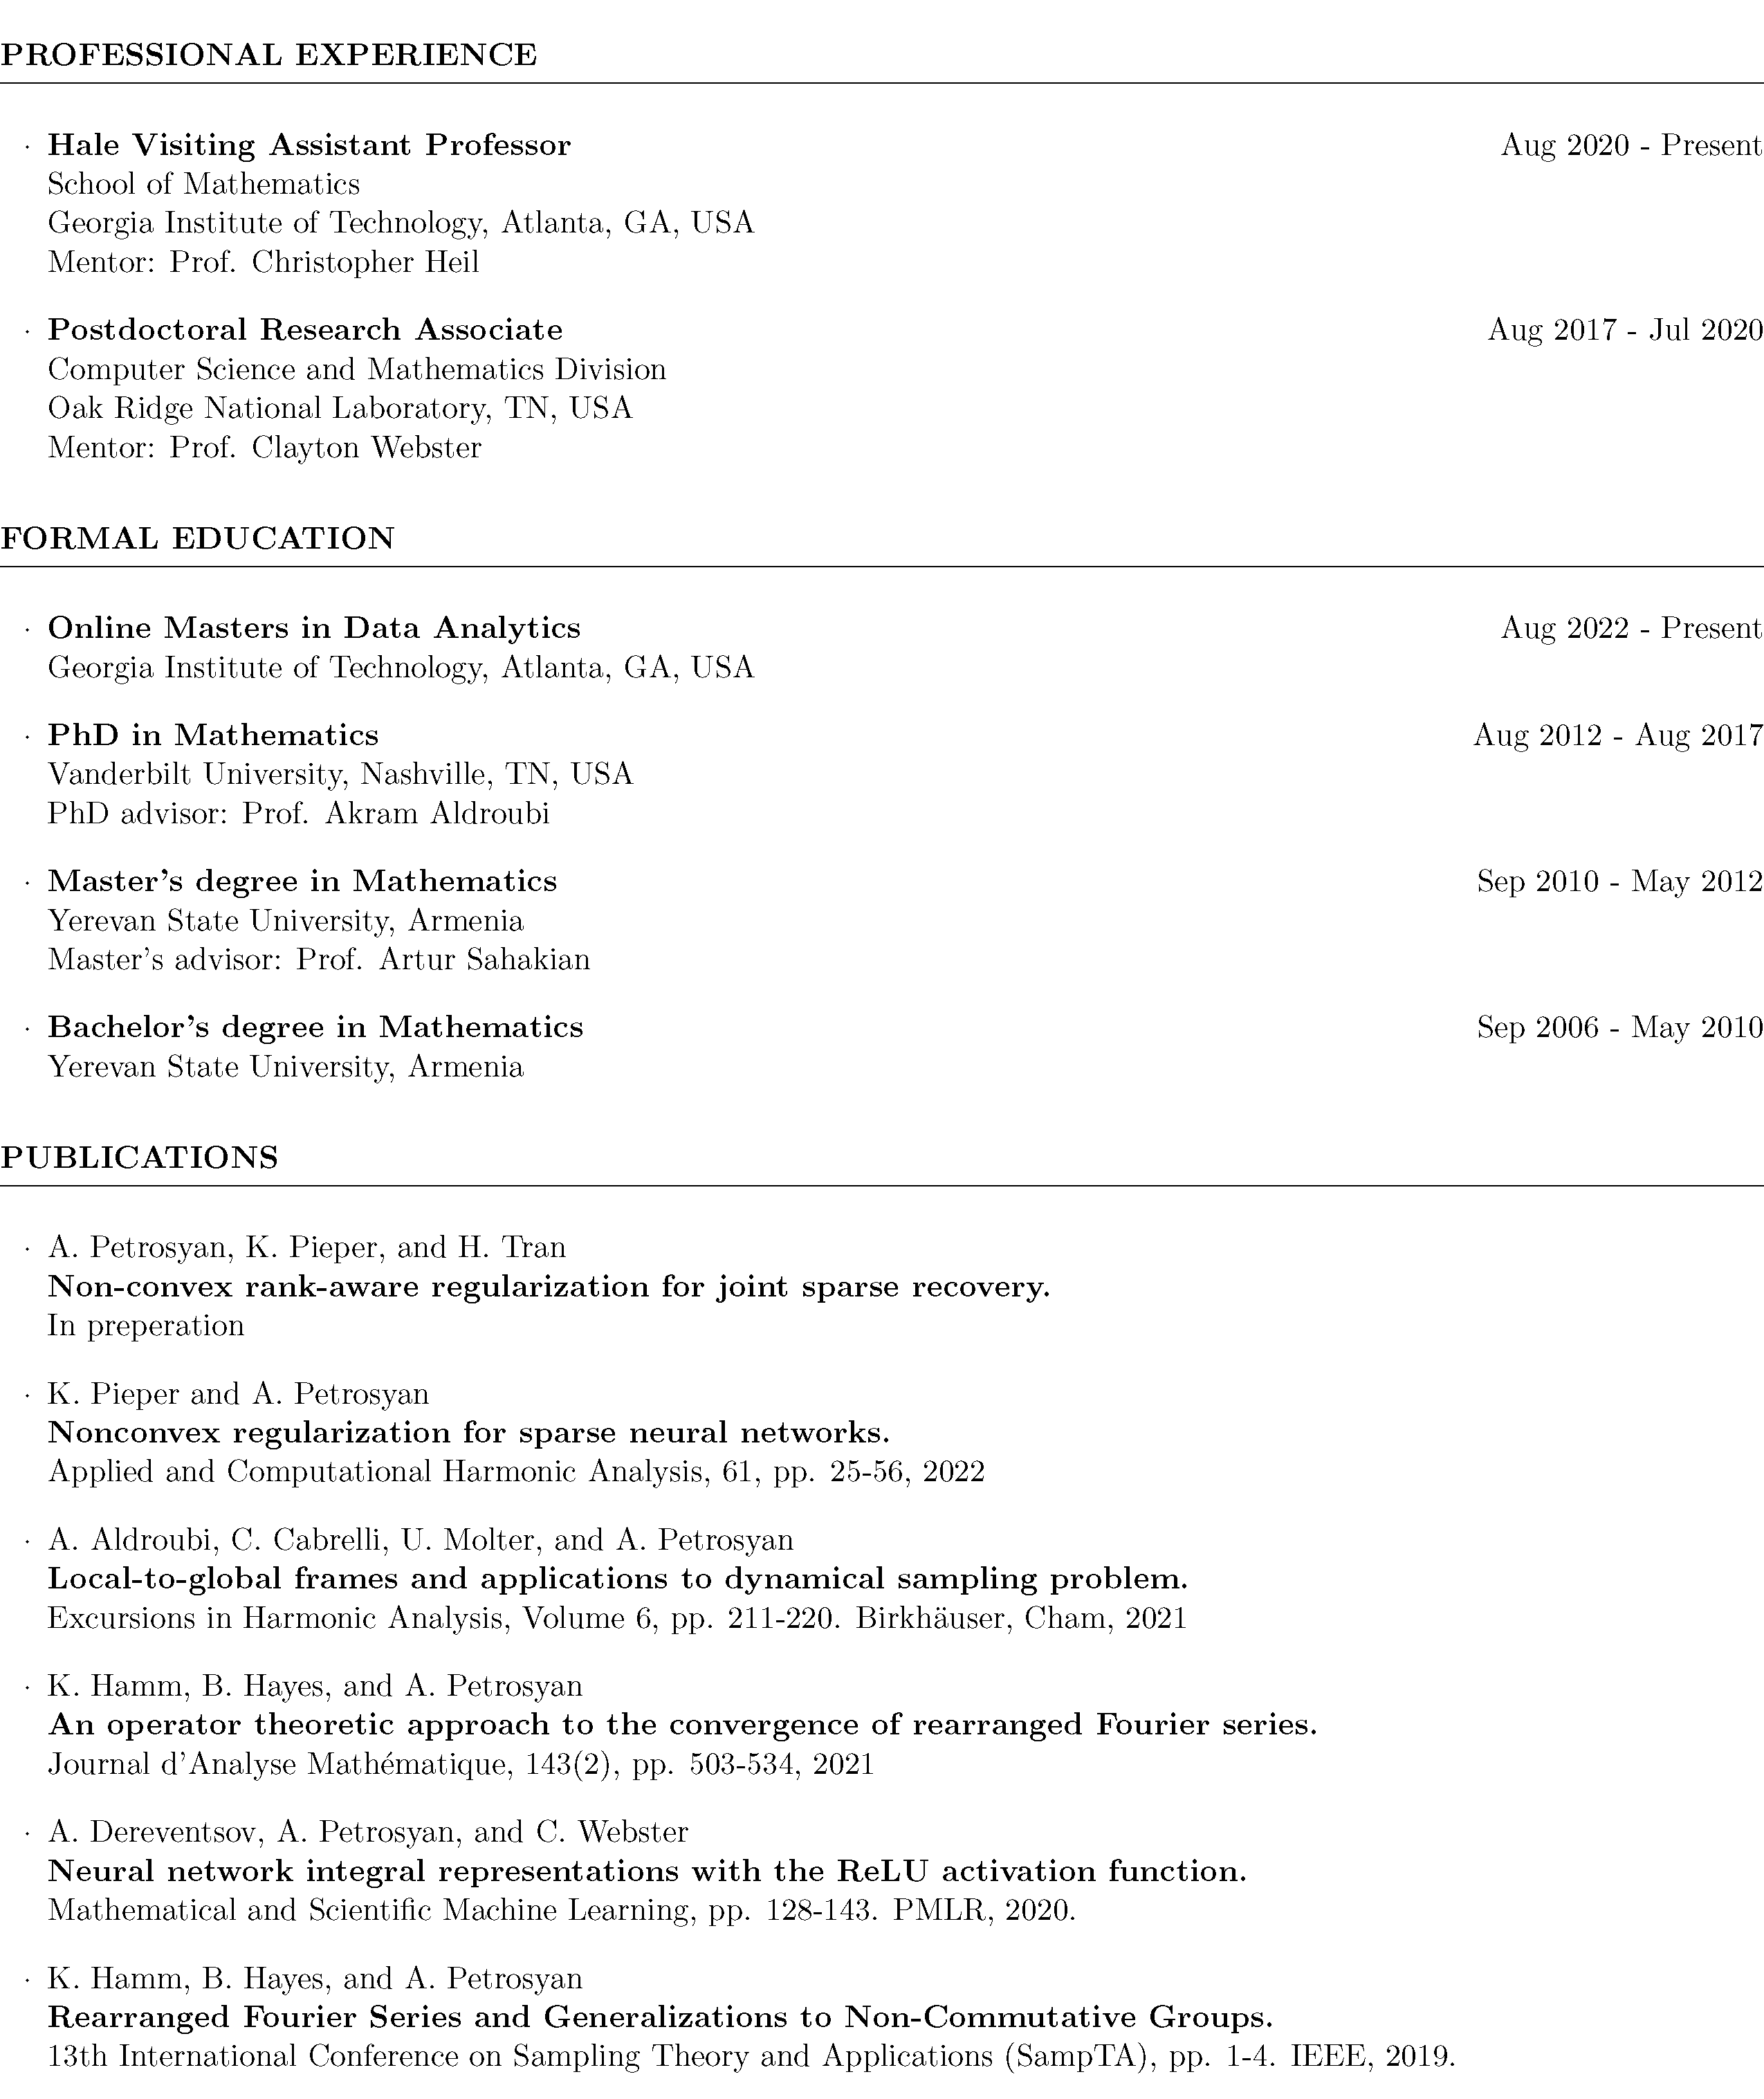 PROFESSIONAL EXPERIENCE
· Hale Visiting Assistant Professor Aug 2020 - Present
School of Mathematics
Georgia Institute of Technology, Atlanta, GA, USA
Mentor: Prof. Christopher Heil
· Postdoctoral Research Associate Aug 2017 - Jul 2020
Computer Science and Mathematics Division
Oak Ridge National Laboratory, TN, USA
Mentor: Prof. Clayton Webster
FORMAL EDUCATION
· Online Masters in Data Analytics Aug 2022 - Present
Georgia Institute of Technology, Atlanta, GA, USA
· PhD in Mathematics Aug 2012 - Aug 2017
Vanderbilt University, Nashville, TN, USA
PhD advisor: Prof. Akram Aldroubi
· Master's degree in Mathematics Sep 2010 - May 2012
Yerevan State University, Armenia
Master's advisor: Prof. Artur Sahakian
· Bachelor's degree in Mathematics Sep 2006 - May 2010
Yerevan State University, Armenia
PUBLICATIONS
· A. Petrosyan, K. Pieper, and H. Tran
Non-convex rank-aware regularization for joint sparse recovery.
In preperation
· K. Pieper and A. Petrosyan
Nonconvex regularization for sparse neural networks.
Applied and Computational Harmonic Analysis, 61, pp. 25-56, 2022
· A. Aldroubi, C. Cabrelli, U. Molter, and A. Petrosyan
Local-to-global frames and applications to dynamical sampling problem.
Excursions in Harmonic Analysis, Volume 6, pp. 211-220. Birkhäuser, Cham, 2021
· K. Hamm, B. Hayes, and A. Petrosyan
An operator theoretic approach to the convergence of rearranged Fourier series.
Journal d'Analyse Mathématique, 143(2), pp. 503-534, 2021
· A. Dereventsov, A. Petrosyan, and C. Webster
Neural network integral representations with the ReLU activation function.
Mathematical and Scientific Machine Learning, pp. 128-143. PMLR, 2020.
· K. Hamm, B. Hayes, and A. Petrosyan
Rearranged Fourier Series and Generalizations to Non-Commutative Groups.
13th International Conference on Sampling Theory and Applications (SampTA), pp. 1-4. IEEE, 2019.